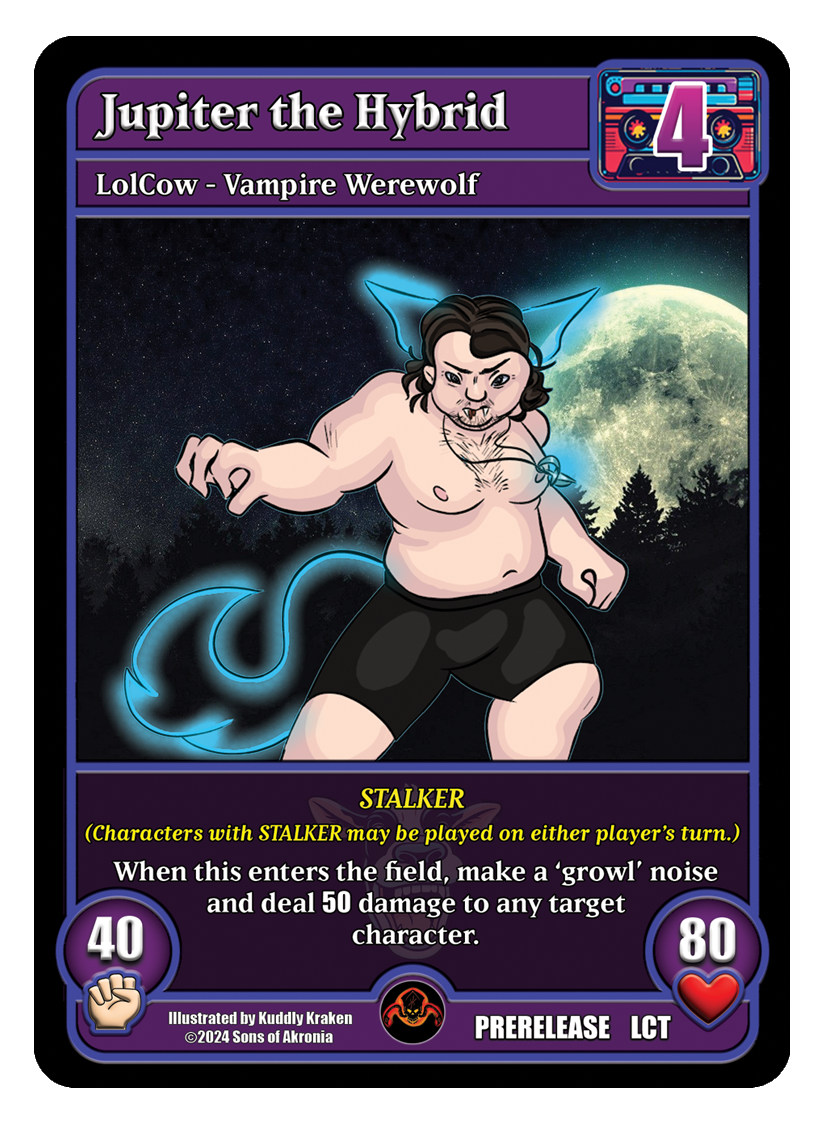 Jupiter the Hybrid
4
LolCow - Vampire Werewolf
STALKER
(Characters with STALKER may be played on either player's turn.)
When this enters the field, make a ‘growl’ noise
and deal 50 damage to any target
character.
40
80
Illustrated by Kuddly Kraken
©2024 Sons of Akronia
PRERELEASE LCT